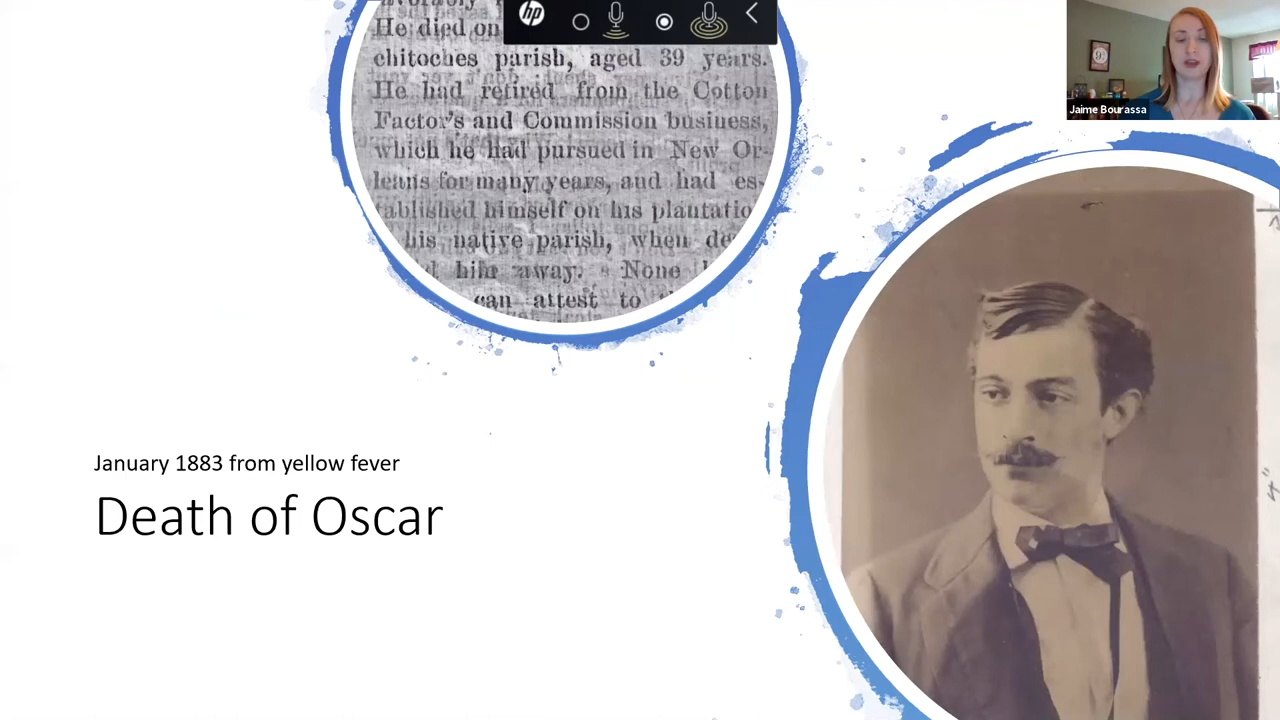 He died on
chitoches parish, aged 39 years.
He had retired from the Cotton
Factor's and Commission business,
which he had pursued in New Or-
leans for many years, and had es-
tablished himself on his plantatio
his native parish, when de
him away. None
can attest to
hp
Jaime Bourassa
4"
January 1883 from yellow fever
Death of Oscar